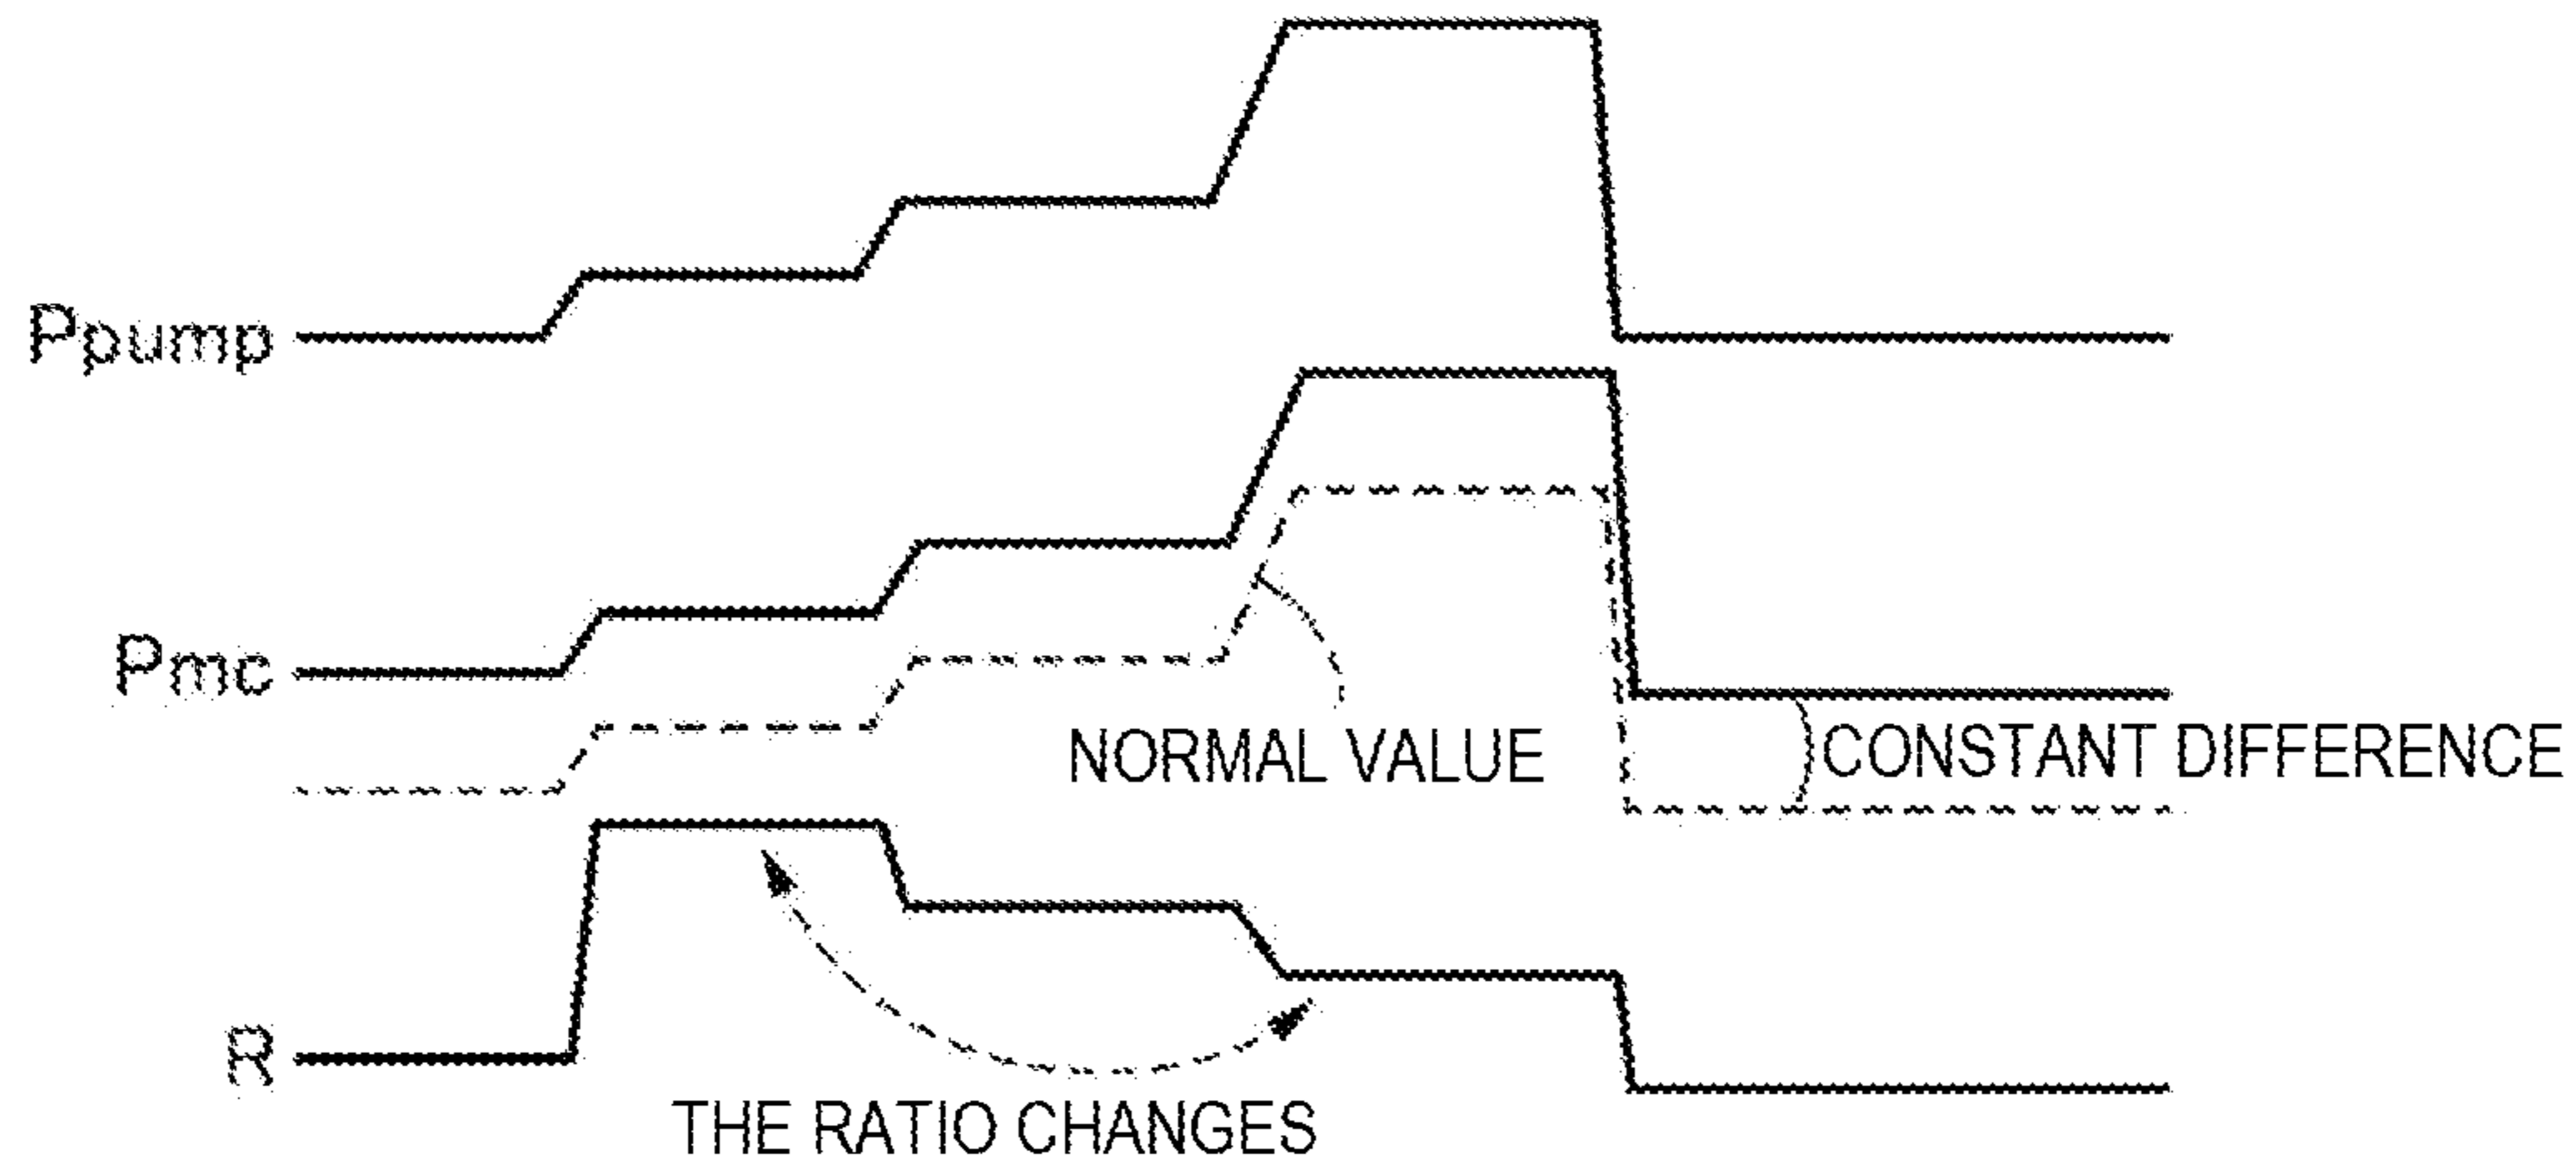 Ppump
Pmc
NORMAL VALUE
CONSTANT DIFFERENCE
R
THE RATIO CHANGES